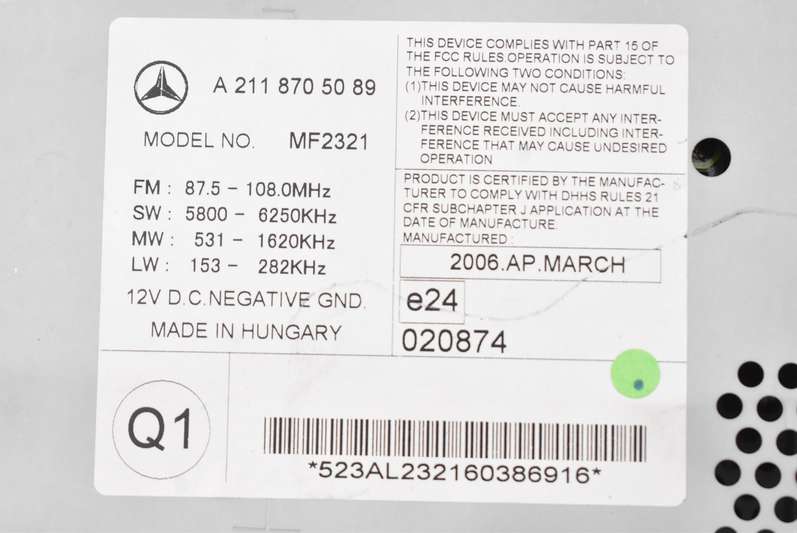 A 211 870 50 89
MODEL NO. MF2321
FM : 87.5 - 108.0MHz
SW : 5800 - 6250KHz
MW : 531 - 1620KHz
LW : 153 - 282KHz
12V D.C.NEGATIVE GND.
MADE IN HUNGARY
THIS DEVICE COMPLIES WITH PART 15 OF
THE FCC RULES.OPERATION IS SUBJECT TO
THE FOLLOWING TWO CONDITIONS:
(1)THIS DEVICE MAY NOT CAUSE HARMFUL
INTERFERENCE.
(2)THIS DEVICE MUST ACCEPT ANY INTER-
FERENCE RECEIVED INCLUDING INTER-
FERENCE THAT MAY CAUSE UNDESIRED
OPERATION
PRODUCT IS CERTIFIED BY THE MANUFAC-
TURER TO COMPLY WITH DHHS RULES 21
CFR SUBCHAPTER J APPLICATION AT THE
DATE OF MANUFACTURE.
MANUFACTURED :
2006.AP.MARCH
e24
020874
Q1
*523AL232160386916*